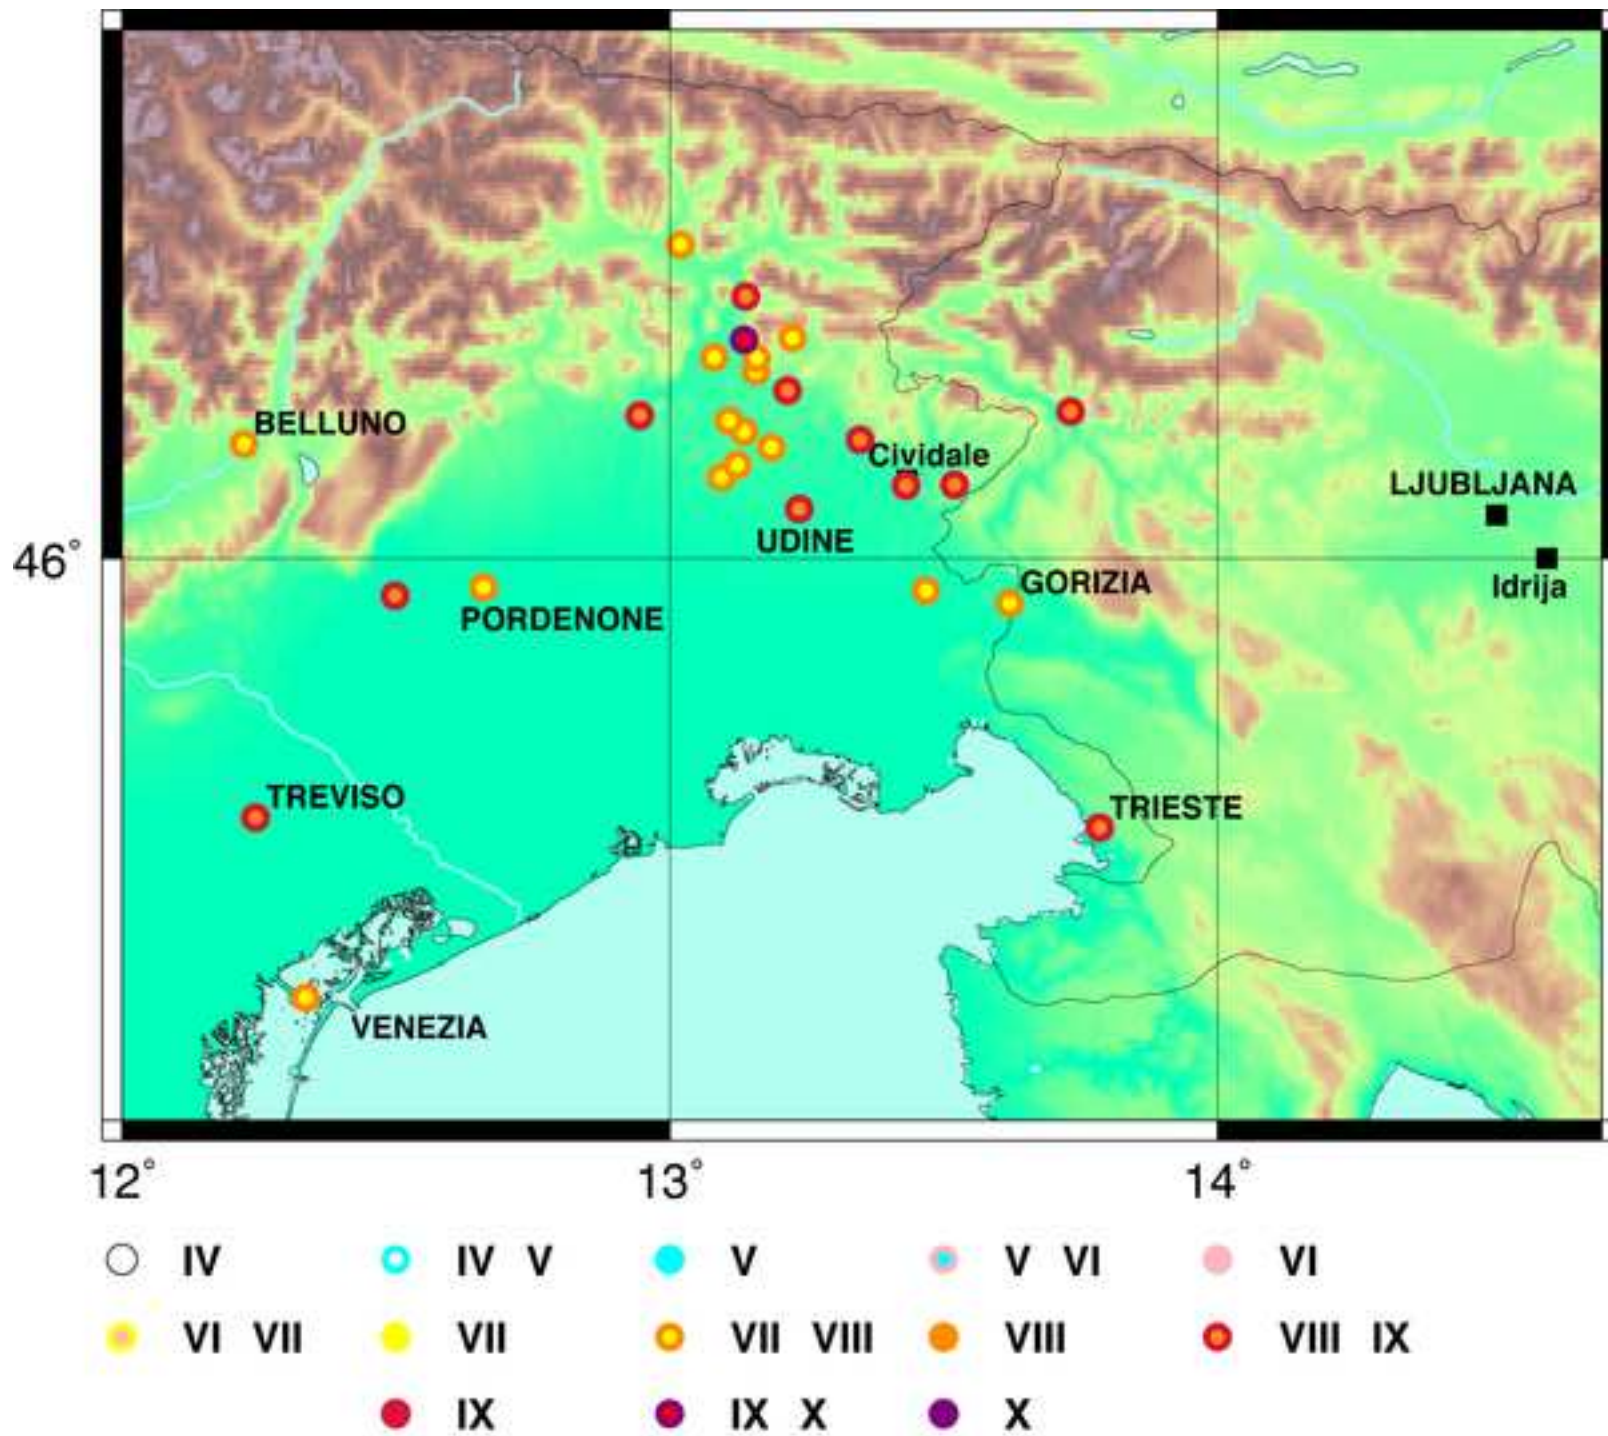 BELLUNO
Cividale
LJUBLJANA
UDINE
46°
Idrija
GORIZIA
PORDENONE
TREVISO
TRIESTE
VENEZIA
12° 13° 14°
IV IV V V V VI VI
VI VII VII VII VIII VIII VIII IX
IX IX X X